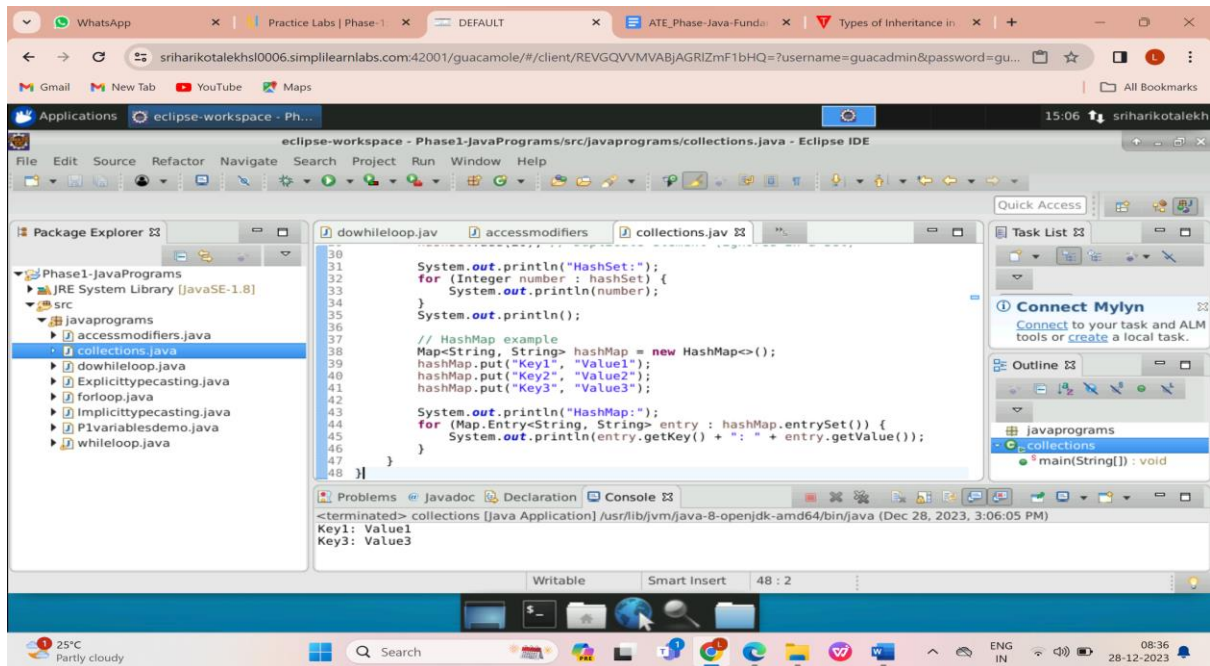 WhatsApp
Practice Labs | Phase-1
DEFAULT
ATE_Phase-Java-Fundar
Types of Inheritance in
sriharikotalekhsl0006.simplilearnlabs.com:42001/guacamole/#/client/REVGQVVMVABjAGRlZmF1bHQ=?username=guacadmin&password=gu...
L
Gmail
New Tab
YouTube
Maps
All Bookmarks
Applications
eclipse-workspace - Ph...
15:06
sriharikotalekh
eclipse-workspace - Phase1-JavaPrograms/src/javaprograms/collections.java - Eclipse IDE
File Edit Source Refactor Navigate Search Project Run Window Help
Quick Access
Package Explorer
Phase1-JavaPrograms
JRE System Library [JavaSE-1.8]
src
javaprograms
accessmodifiers.java
collections.java
dowhileloop.java
Explicittypecasting.java
forloop.java
Implicittypecasting.java
P1variablesdemo.java
whileloop.java
dowhileloop.jav
accessmodifiers
collections.jav
30
31 System.out.println("HashSet:");
32 for (Integer number : hashSet) {
33 System.out.println(number);
34 }
35 System.out.println();
36
37 // HashMap example
38 Map<String, String> hashMap = new HashMap<>();
39 hashMap.put("Key1", "Value1");
40 hashMap.put("Key2", "Value2");
41 hashMap.put("Key3", "Value3");
42
43 System.out.println("HashMap:");
44 for (Map.Entry<String, String> entry : hashMap.entrySet()) {
45 System.out.println(entry.getKey() + ": " + entry.getValue());
46 }
47 }
48 }
Task List
Connect Mylyn
Connect to your task and ALM
tools or create a local task.
Outline
javaprograms
collections
main(String[]) : void
Problems
Javadoc
Declaration
Console
<terminated> collections [Java Application] /usr/lib/jvm/java-8-openjdk-amd64/bin/java (Dec 28, 2023, 3:06:05 PM)
Key1: Value1
Key3: Value3
Writable
Smart Insert
48 : 2
1
25°C
Partly cloudy
Search
ENG
IN
08:36
28-12-2023